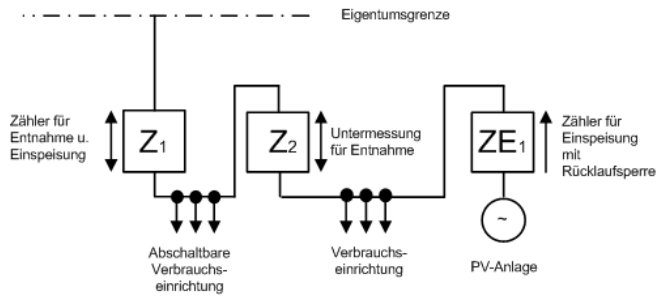 Eigentumsgrenze
Zähler für
Entnahme u.
Einspeisung
Z1
Z2
Untermessung
für Entnahme
ZE1
Zähler für
Einspeisung
mit
Rücklaufsperre
~
Abschaltbare
Verbrauchs-
einrichtung
Verbrauchs-
einrichtung
PV-Anlage